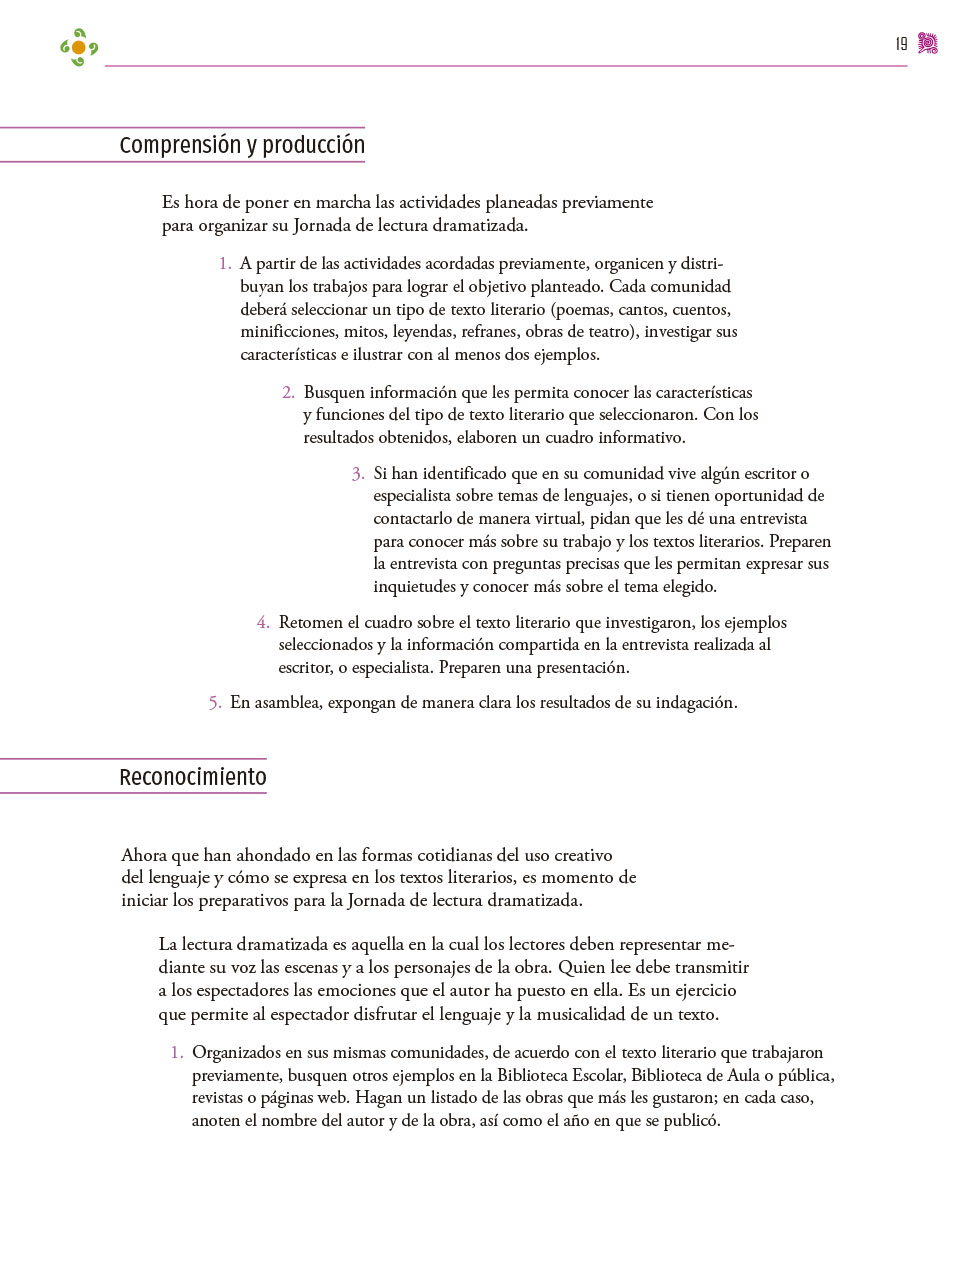 19
Comprensión y producción
Es hora de poner en marcha las actividades planeadas previamente
para organizar su Jornada de lectura dramatizada.
1. A partir de las actividades acordadas previamente, organicen y distri-
buyan los trabajos para lograr el objetivo planteado. Cada comunidad
deberá seleccionar un tipo de texto literario (poemas, cantos, cuentos,
minificciones, mitos, leyendas, refranes, obras de teatro), investigar sus
características e ilustrar con al menos dos ejemplos.
2. Busquen información que les permita conocer las características
y funciones del tipo de texto literario que seleccionaron. Con los
resultados obtenidos, elaboren un cuadro informativo.
3. Si han identificado que en su comunidad vive algún escritor o
especialista sobre temas de lenguajes, o si tienen oportunidad de
contactarlo de manera virtual, pidan que les dé una entrevista
para conocer más sobre su trabajo y los textos literarios. Preparen
la entrevista con preguntas precisas que les permitan expresar sus
inquietudes y conocer más sobre el tema elegido.
4. Retomen el cuadro sobre el texto literario que investigaron, los ejemplos
seleccionados y la información compartida en la entrevista realizada al
escritor, o especialista. Preparen una presentación.
5. En asamblea, expongan de manera clara los resultados de su indagación.
Reconocimiento
Ahora que han ahondado en las formas cotidianas del uso creativo
del lenguaje y cómo se expresa en los textos literarios, es momento de
iniciar los preparativos para la Jornada de lectura dramatizada.
La lectura dramatizada es aquella en la cual los lectores deben representar me-
diante su voz las escenas y a los personajes de la obra. Quien lee debe transmitir
a los espectadores las emociones que el autor ha puesto en ella. Es un ejercicio
que permite al espectador disfrutar el lenguaje y la musicalidad de un texto.
1. Organizados en sus mismas comunidades, de acuerdo con el texto literario que trabajaron
previamente, busquen otros ejemplos en la Biblioteca Escolar, Biblioteca de Aula o pública,
revistas o páginas web. Hagan un listado de las obras que más les gustaron; en cada caso,
anoten el nombre del autor y de la obra, así como el año en que se publicó.